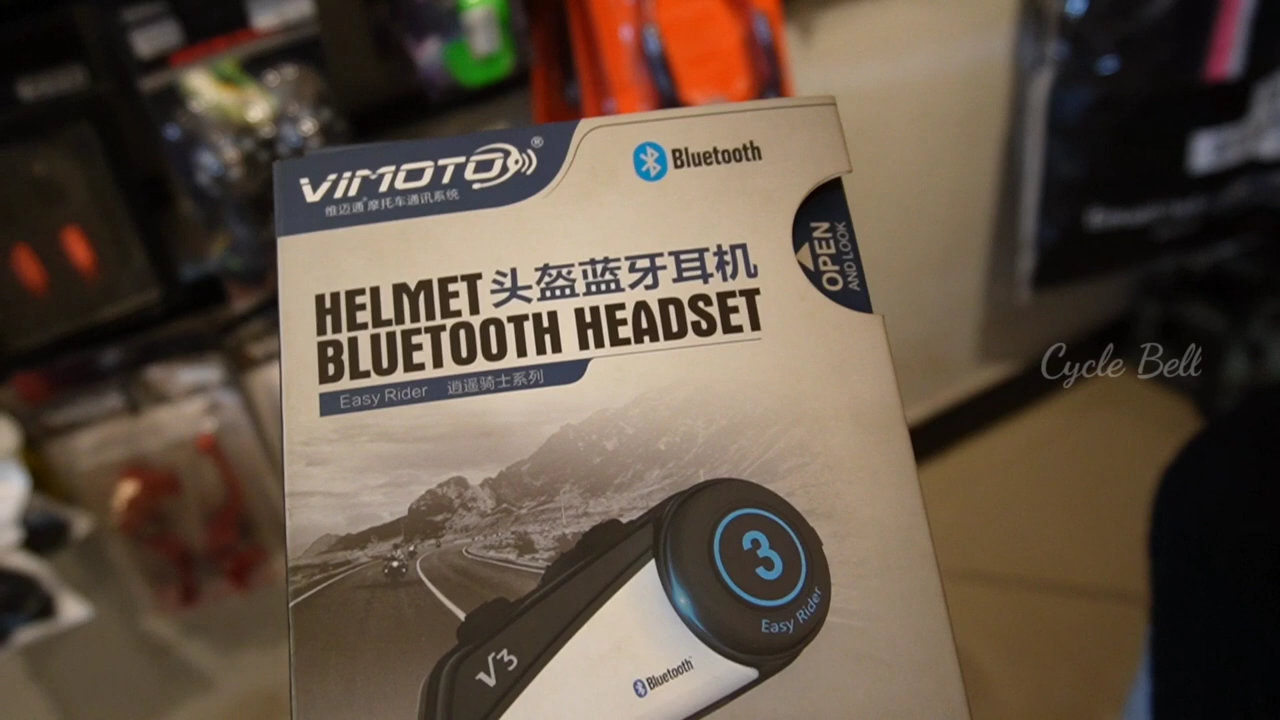 VIMOTO®
维迈通®摩托车通讯系统
Bluetooth
OPEN
AND LOOK
HELMET 头盔蓝牙耳机
BLUETOOTH HEADSET
Easy Rider 逍遥骑士系列
Cycle Bell
3
Easy Rider
V3
Bluetooth